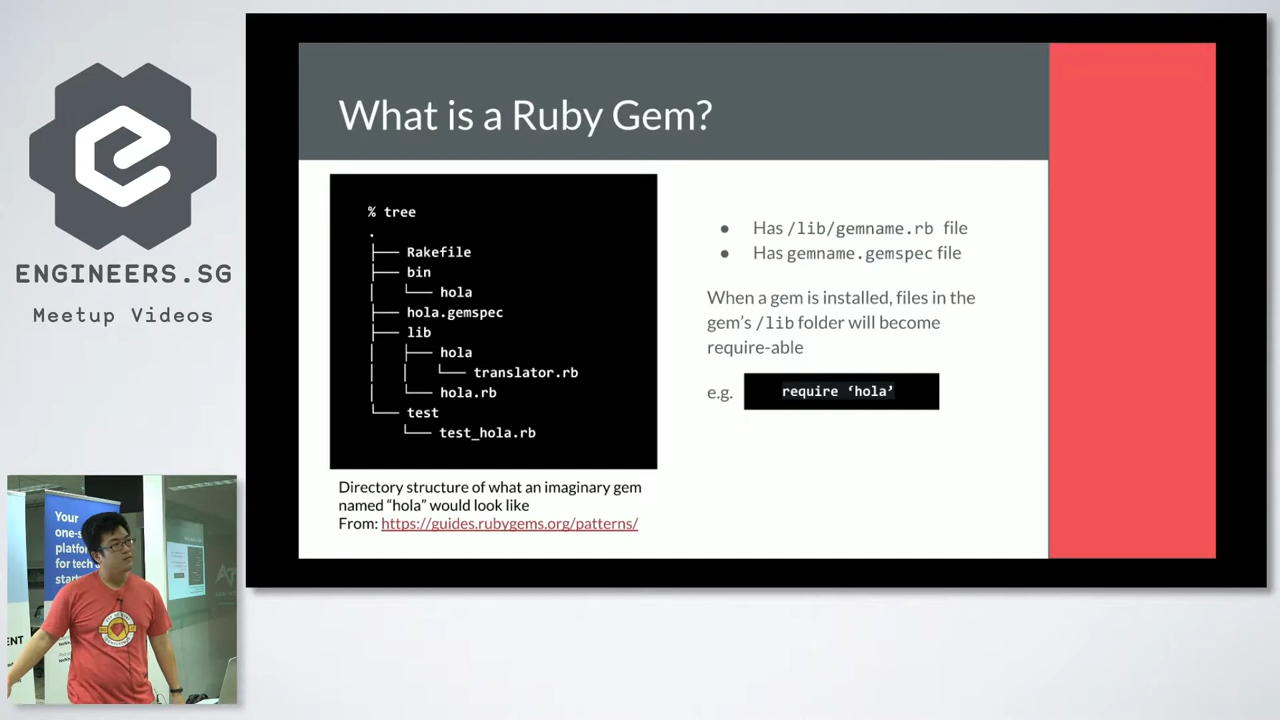 ENGINEERS.SG
Meetup Videos
What is a Ruby Gem?
% tree
.
├── Rakefile
├── bin
│   └── hola
├── hola.gemspec
├── lib
│   ├── hola
│   │   └── translator.rb
│   └── hola.rb
└── test
    └── test_hola.rb
Directory structure of what an imaginary gem
named “hola” would look like
From: https://guides.rubygems.org/patterns/
● Has /lib/gemname.rb file
● Has gemname.gemspec file
When a gem is installed, files in the
gem’s /lib folder will become
require-able
e.g. require ‘hola’
Your
one-s
platfor
for tech s
start
ENT